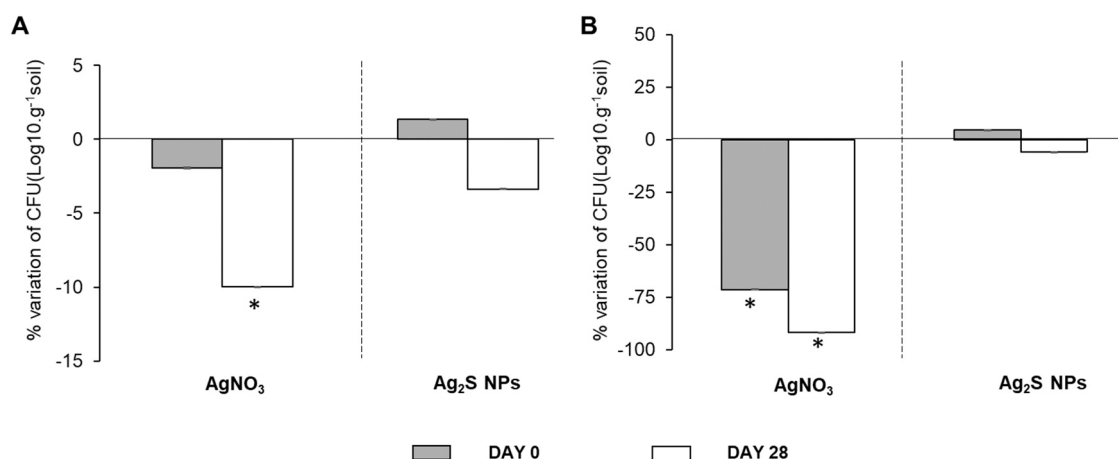 A
% variation of CFU(Log10.g⁻¹soil)
5
0
-5
-10
-15
*
AgNO₃
Ag₂S NPs
B
% variation of CFU(Log10.g⁻¹soil)
50
25
0
-25
-50
-75
-100
*
*
AgNO₃
Ag₂S NPs
DAY 0
DAY 28